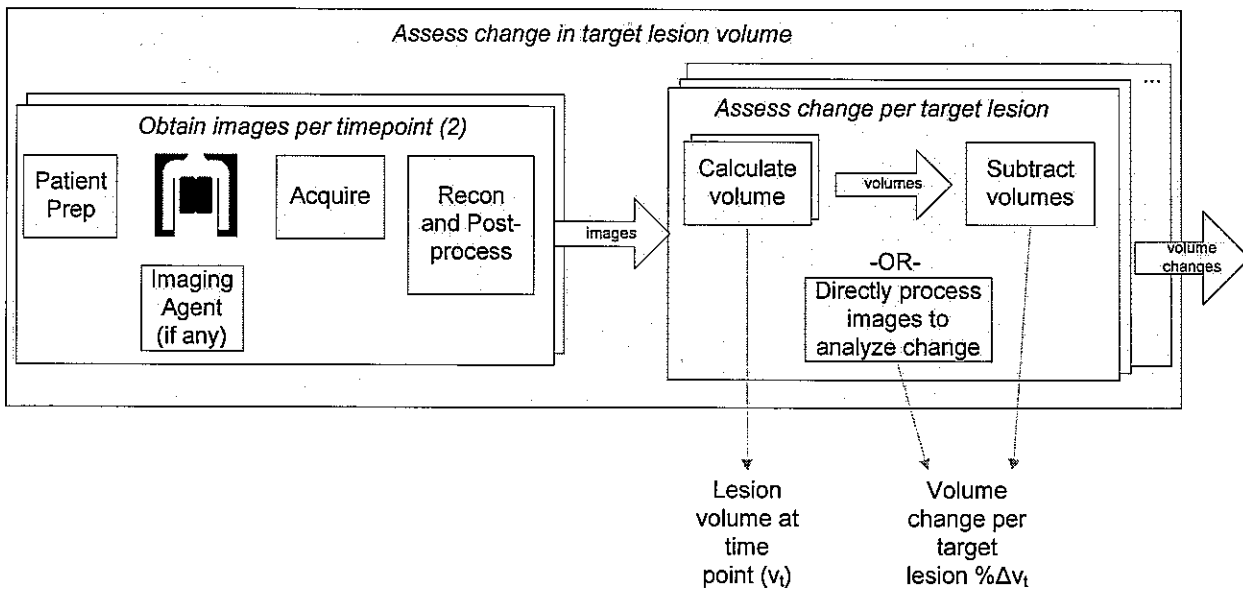 Assess change in target lesion volume
Obtain images per timepoint (2)
Patient
Prep
Imaging
Agent
(if any)
Acquire
Recon
and Post-
process
images
...
Assess change per target lesion
Calculate
volume
volumes
Subtract
volumes
-OR-
Directly process
images to
analyze change
volume
changes
Lesion
volume at
time
point (vₜ)
Volume
change per
target
lesion %Δvₜ